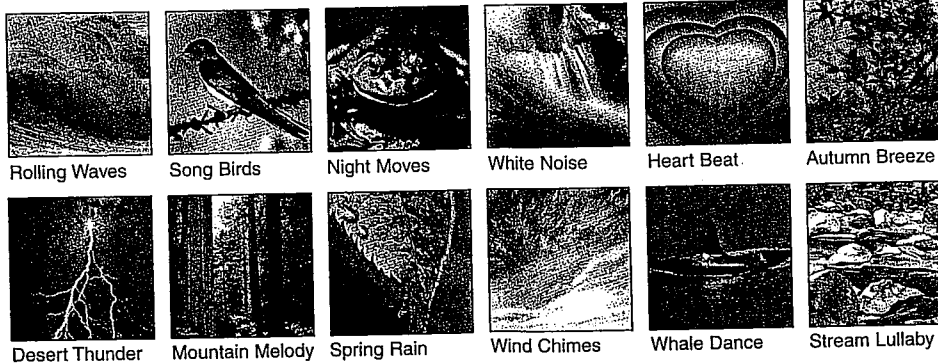 Rolling Waves Song Birds Night Moves White Noise Heart Beat Autumn Breeze
Desert Thunder Mountain Melody Spring Rain Wind Chimes Whale Dance Stream Lullaby